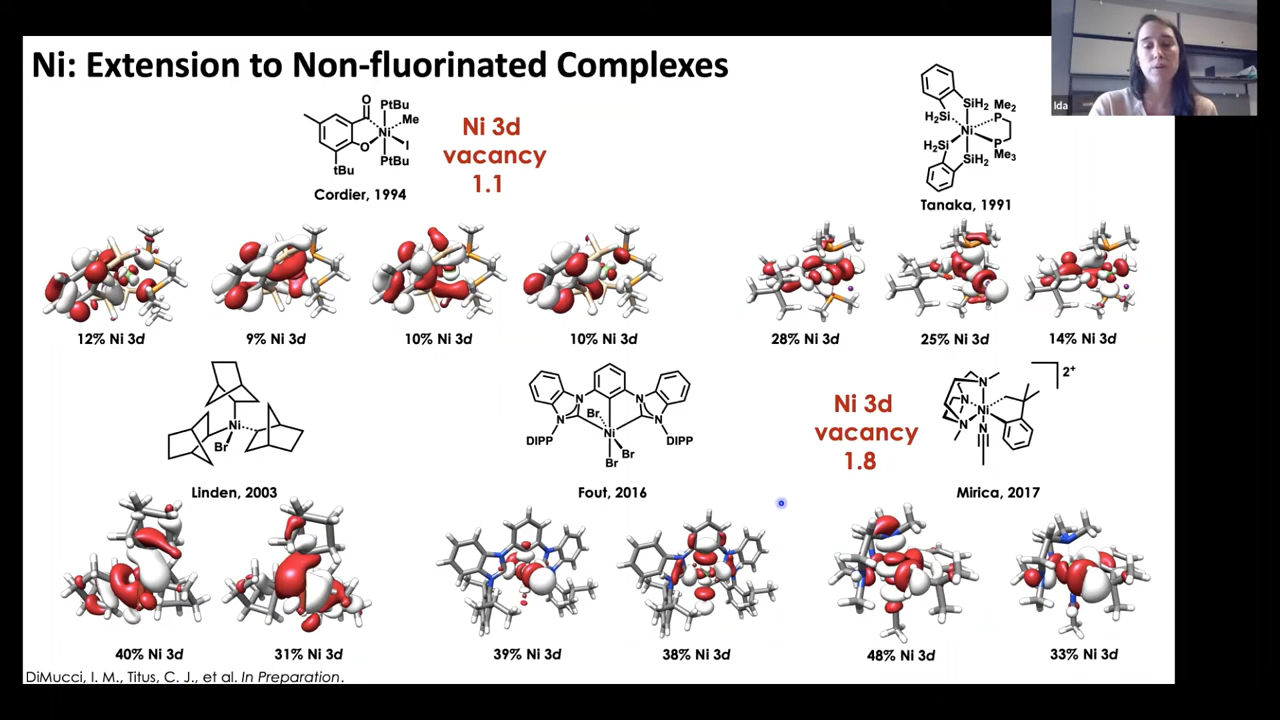 Ni: Extension to Non-fluorinated Complexes
Ida
O
PtBu
Me
Ni
O
I
PtBu
tBu
Cordier, 1994
Ni 3d
vacancy
1.1
SiH2
Me2
H2Si
P
Ni
H2Si
P
SiH2
Me3
Tanaka, 1991
12% Ni 3d
9% Ni 3d
10% Ni 3d
10% Ni 3d
28% Ni 3d
25% Ni 3d
14% Ni 3d
Ni
Br
Linden, 2003
N
N
Br
N
Ni
N
DIPP
DIPP
Br
Br
Fout, 2016
Ni 3d
vacancy
1.8
2+
N
N
Ni
N
N
Mirica, 2017
40% Ni 3d
31% Ni 3d
39% Ni 3d
38% Ni 3d
48% Ni 3d
33% Ni 3d
DiMucci, I. M., Titus, C. J., et al. In Preparation.